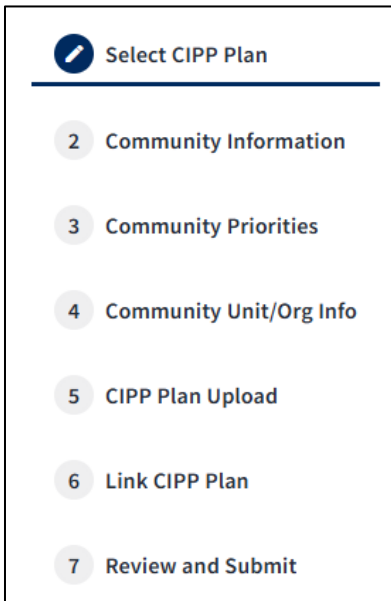 Select CIPP Plan
2 Community Information
3 Community Priorities
4 Community Unit/Org Info
5 CIPP Plan Upload
6 Link CIPP Plan
7 Review and Submit